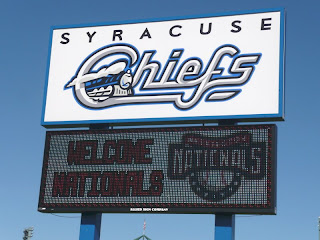 SYRACUSE
Chiefs
WELCOME
NATIONALS
NATIONALS